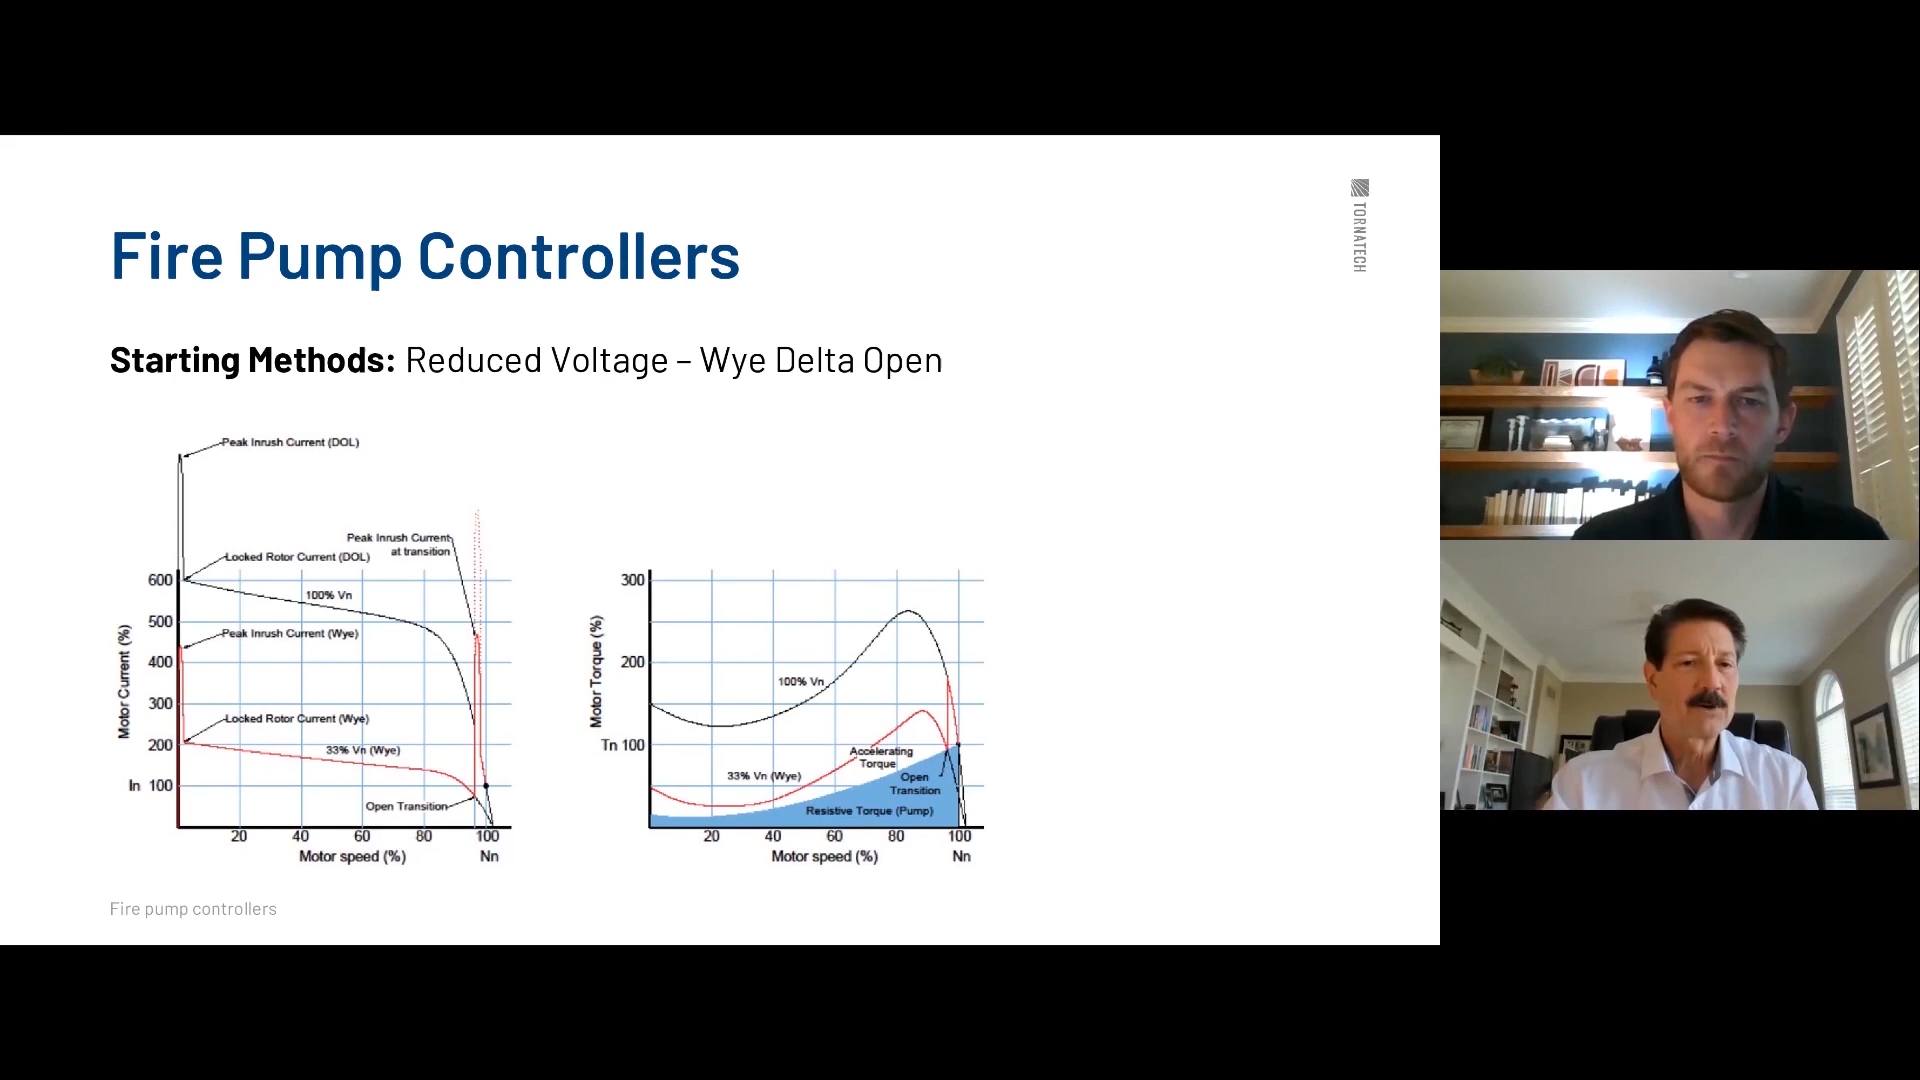 TORNATECH
Fire Pump Controllers
Starting Methods: Reduced Voltage – Wye Delta Open
Peak Inrush Current (DOL)
Peak Inrush Current
at transition
Locked Rotor Current (DOL)
600
100% Vn
500
Peak Inrush Current (Wye)
400
300
Locked Rotor Current (Wye)
200
33% Vn (Wye)
In 100
Open Transition
Motor Current (%)
20 40 60 80 100
Motor speed (%) Nn
300
200
100% Vn
Tn 100
Accelerating
Torque
33% Vn (Wye)
Open
Transition
Resistive Torque (Pump)
Motor Torque (%)
20 40 60 80 100
Motor speed (%) Nn
Fire pump controllers